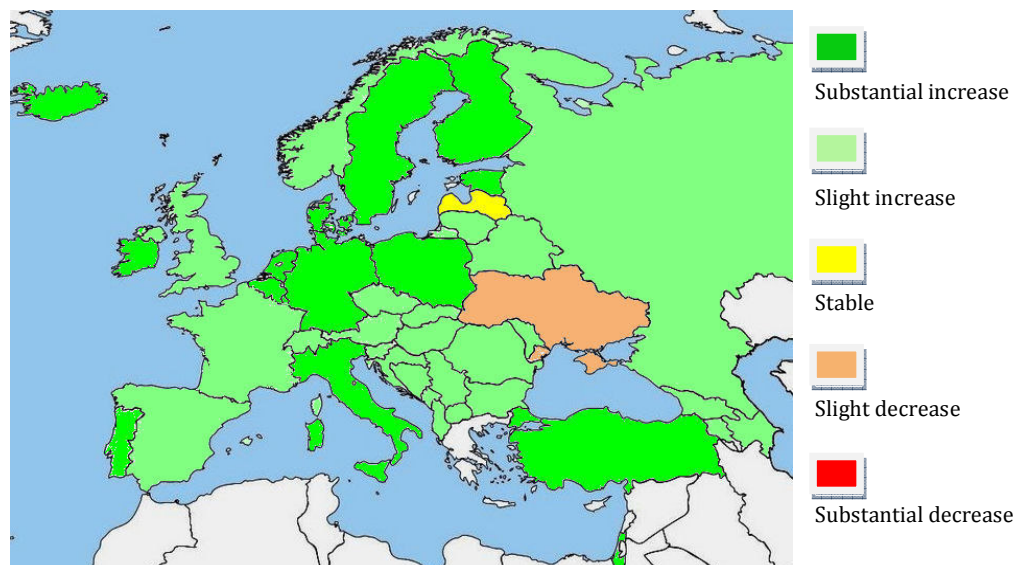 Substantial increase
Slight increase
Stable
Slight decrease
Substantial decrease